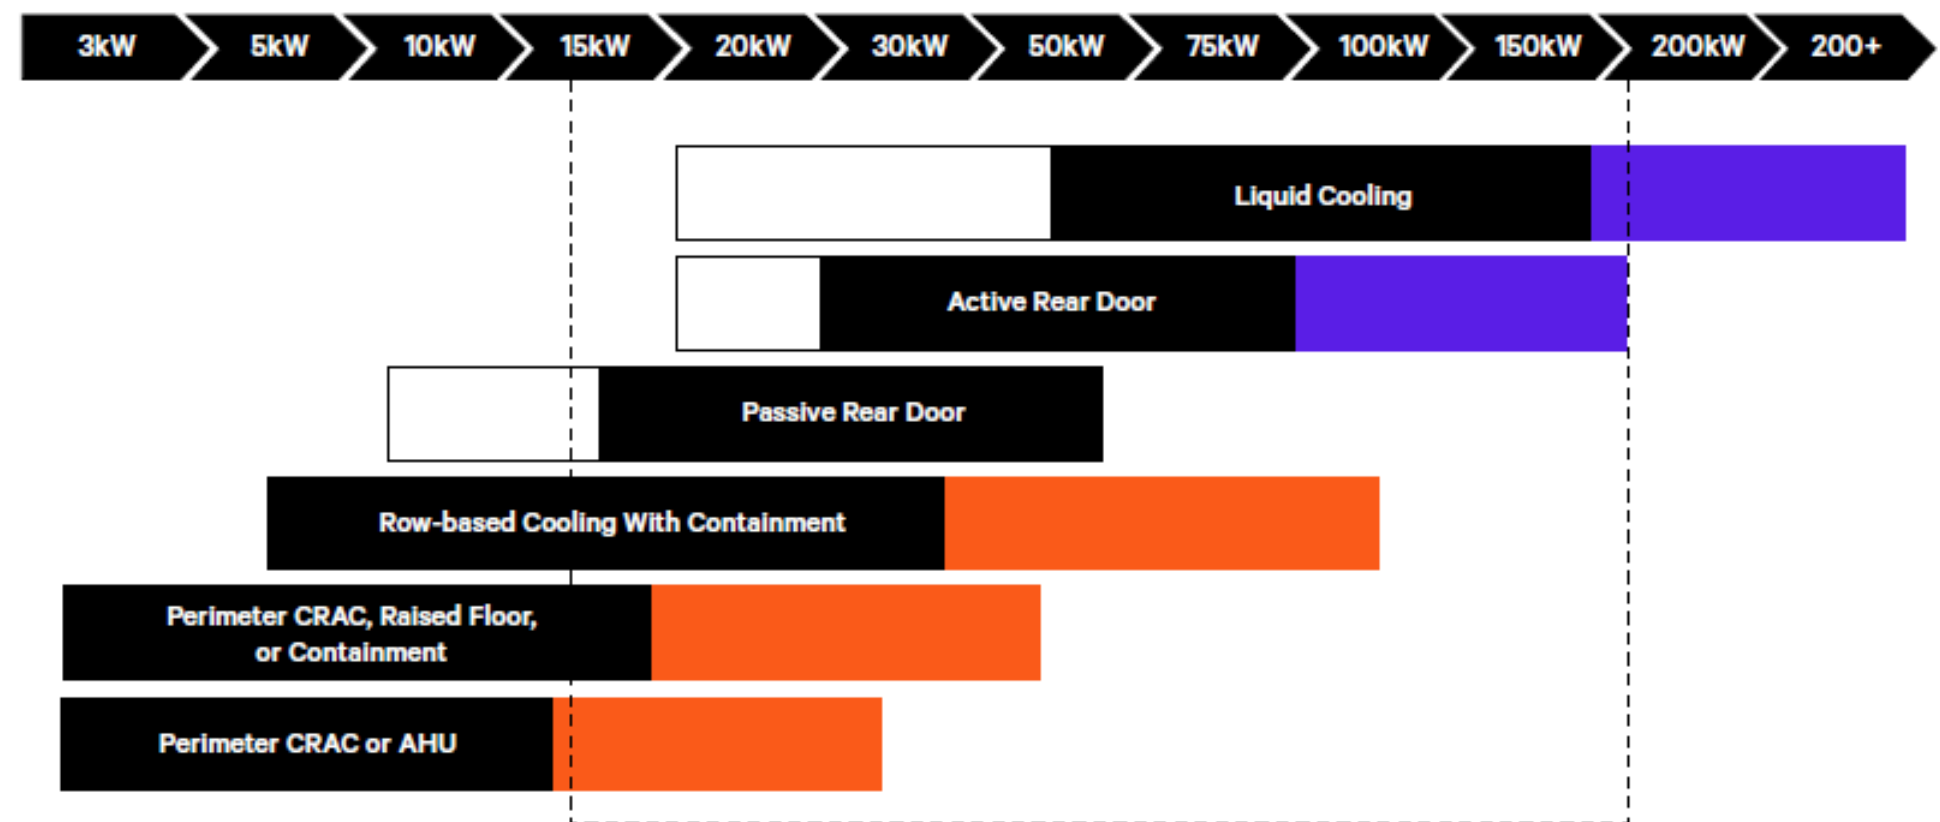 3kW 5kW 10kW 15kW 20kW 30kW 50kW 75kW 100kW 150kW 200kW 200+
Liquid Cooling
Active Rear Door
Passive Rear Door
Row-based Cooling With Containment
Perimeter CRAC, Raised Floor,
or Containment
Perimeter CRAC or AHU